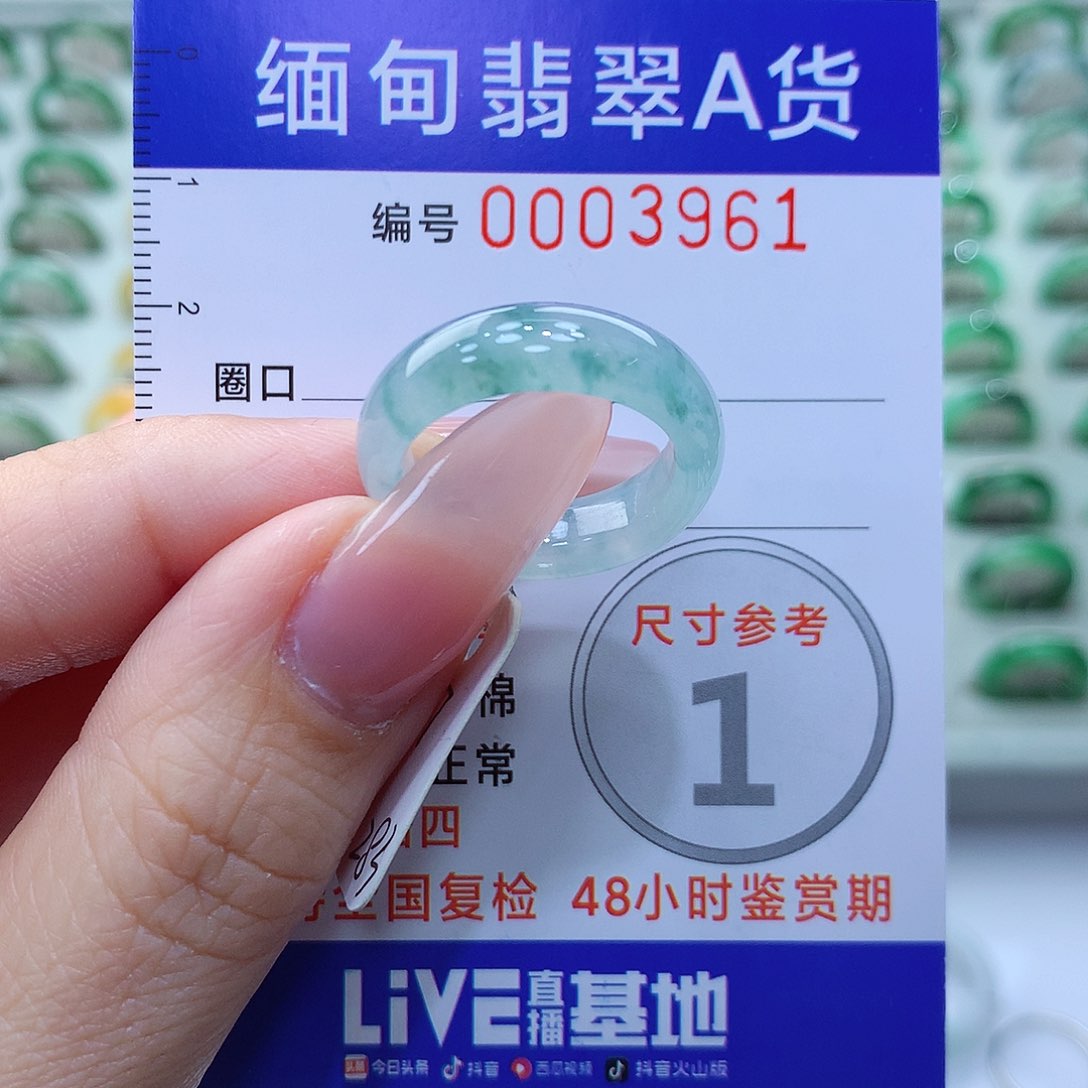 缅甸翡翠A货
0
1
2
编号 0003961
圈口
尺寸参考
1
棉
正常
四
全国复检 48小时鉴赏期
LiVE直播基地
头条 今日头条 抖音 西瓜视频 抖音火山版